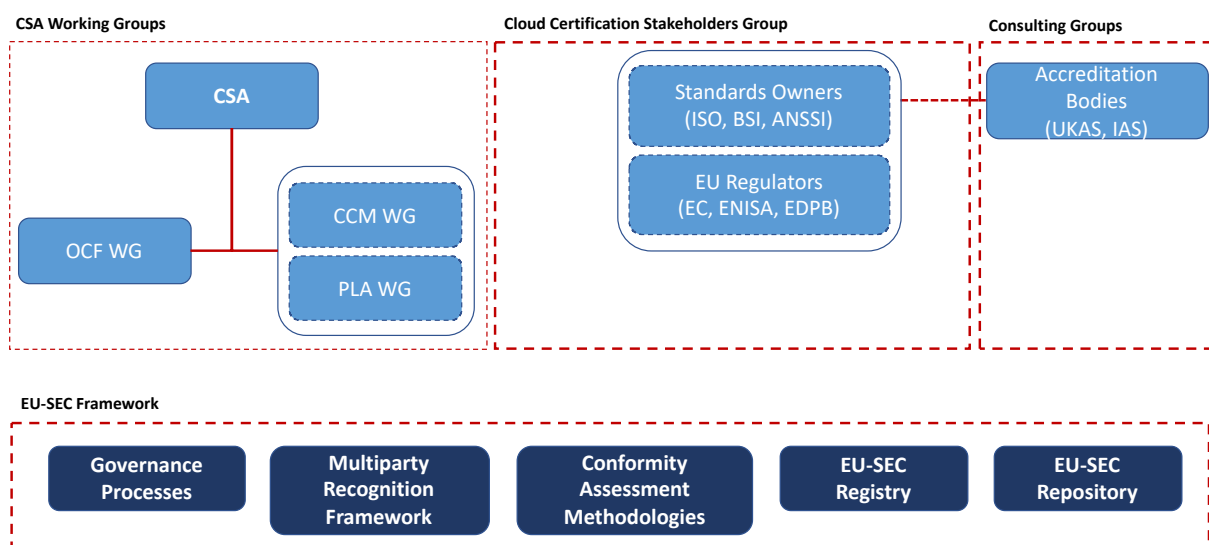 CSA Working Groups
Cloud Certification Stakeholders Group
Consulting Groups
CSA
OCF WG
CCM WG
PLA WG
Standards Owners
(ISO, BSI, ANSSI)
EU Regulators
(EC, ENISA, EDPB)
Accreditation
Bodies
(UKAS, IAS)
EU-SEC Framework
Governance
Processes
Multiparty
Recognition
Framework
Conformity
Assessment
Methodologies
EU-SEC
Registry
EU-SEC
Repository